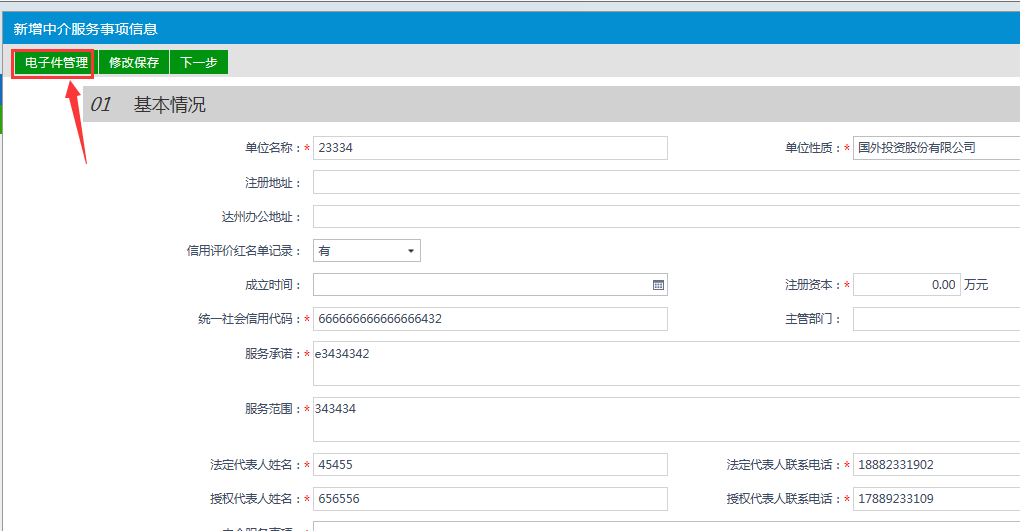 新增中介服务事项信息
电子件管理 修改保存 下一步
01 基本情况
单位名称：* 23334 单位性质：* 国外投资股份有限公司
注册地址：
达州办公地址：
信用评价红名单记录： 有
成立时间： 注册资本：* 0.00 万元
统一社会信用代码：* 666666666666666432 主管部门：
服务承诺：* e3434342
服务范围：* 343434
法定代表人姓名：* 45455 法定代表人联系电话：* 18882331902
授权代表人姓名：* 656556 授权代表人联系电话：* 17889233109